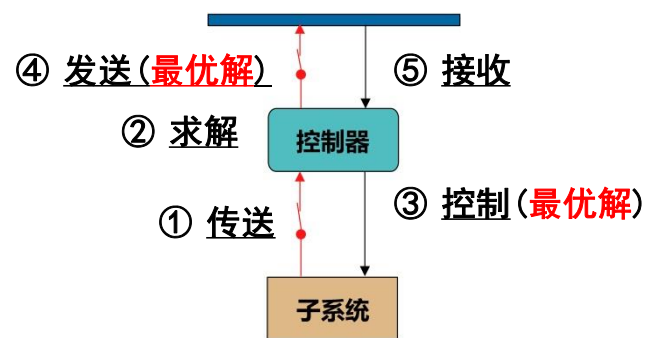 ④ 发送(最优解)
⑤ 接收
② 求解
控制器
③ 控制(最优解)
① 传送
子系统